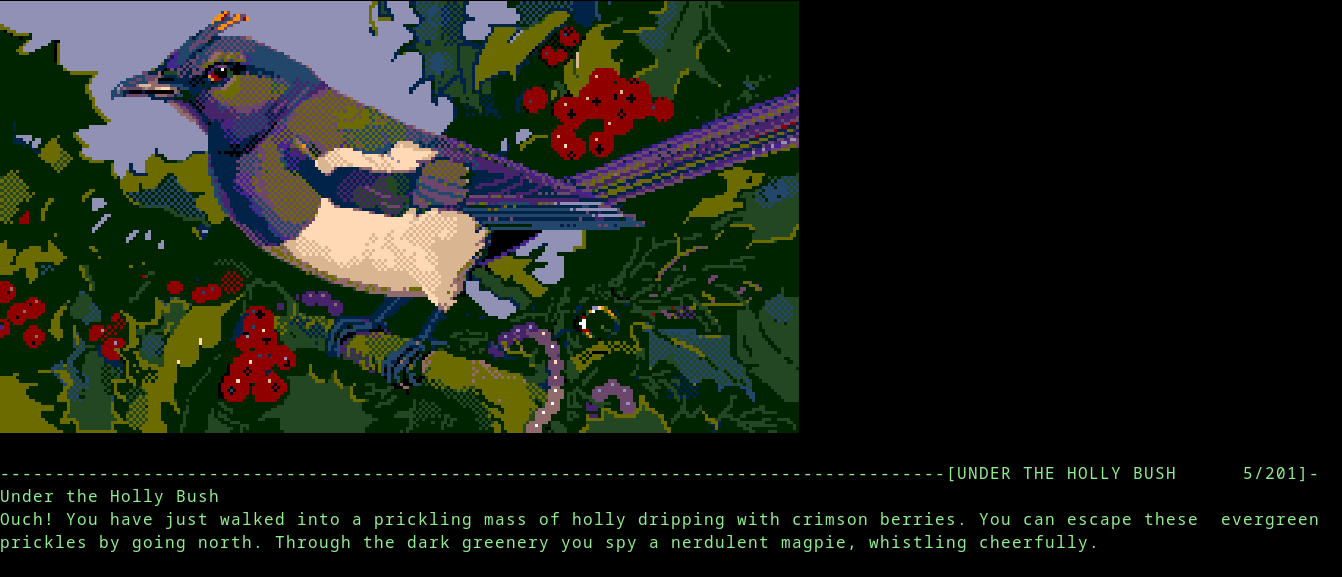 --------------------------------------------------------------------------------------[UNDER THE HOLLY BUSH      5/201]-
Under the Holly Bush
Ouch! You have just walked into a prickling mass of holly dripping with crimson berries. You can escape these  evergreen
prickles by going north. Through the dark greenery you spy a nerdulent magpie, whistling cheerfully.